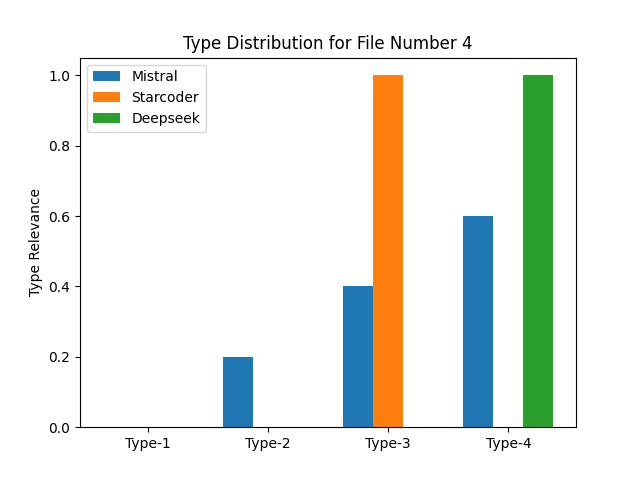 Type Distribution for File Number 4
Mistral
Starcoder
Deepseek
Type Relevance
1.0
0.8
0.6
0.4
0.2
0.0
Type-1 Type-2 Type-3 Type-4